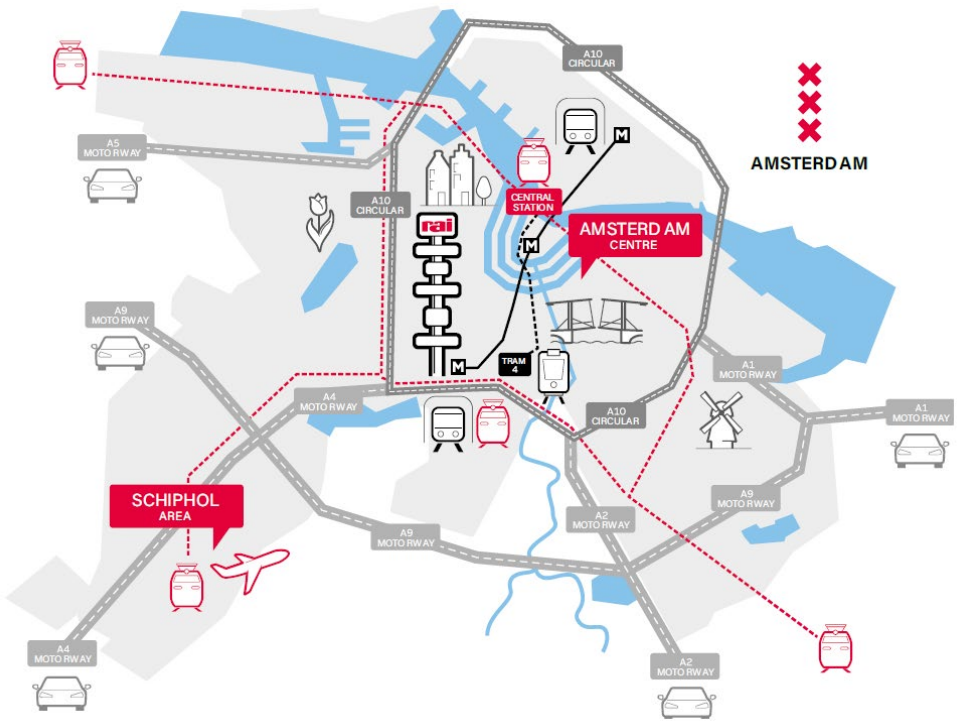 A10
CIRCULAR
AMSTERD AM
A5
MOTO RWAY
CENTRAL
STATION
M
A10
CIRCULAR
rai
AMSTERD AM
CENTRE
M
A9
MOTO RWAY
M
TRAM
4
A1
MOTO RWAY
A4
MOTO RWAY
A10
CIRCULAR
A1
MOTO RWAY
SCHIPHOL
AREA
A9
MOTO RWAY
A2
MOTO RWAY
A9
MOTO RWAY
A4
MOTO RWAY
A2
MOTO RWAY